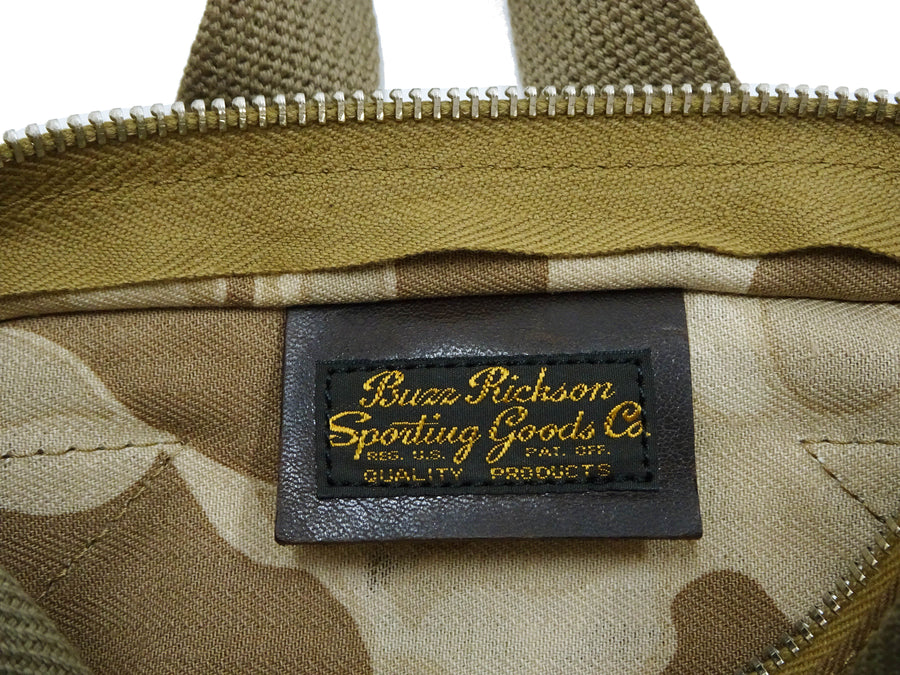 Buzz Rickson
Sporting Goods Co
REG. U.S. PAT. OFF.
QUALITY PRODUCTS